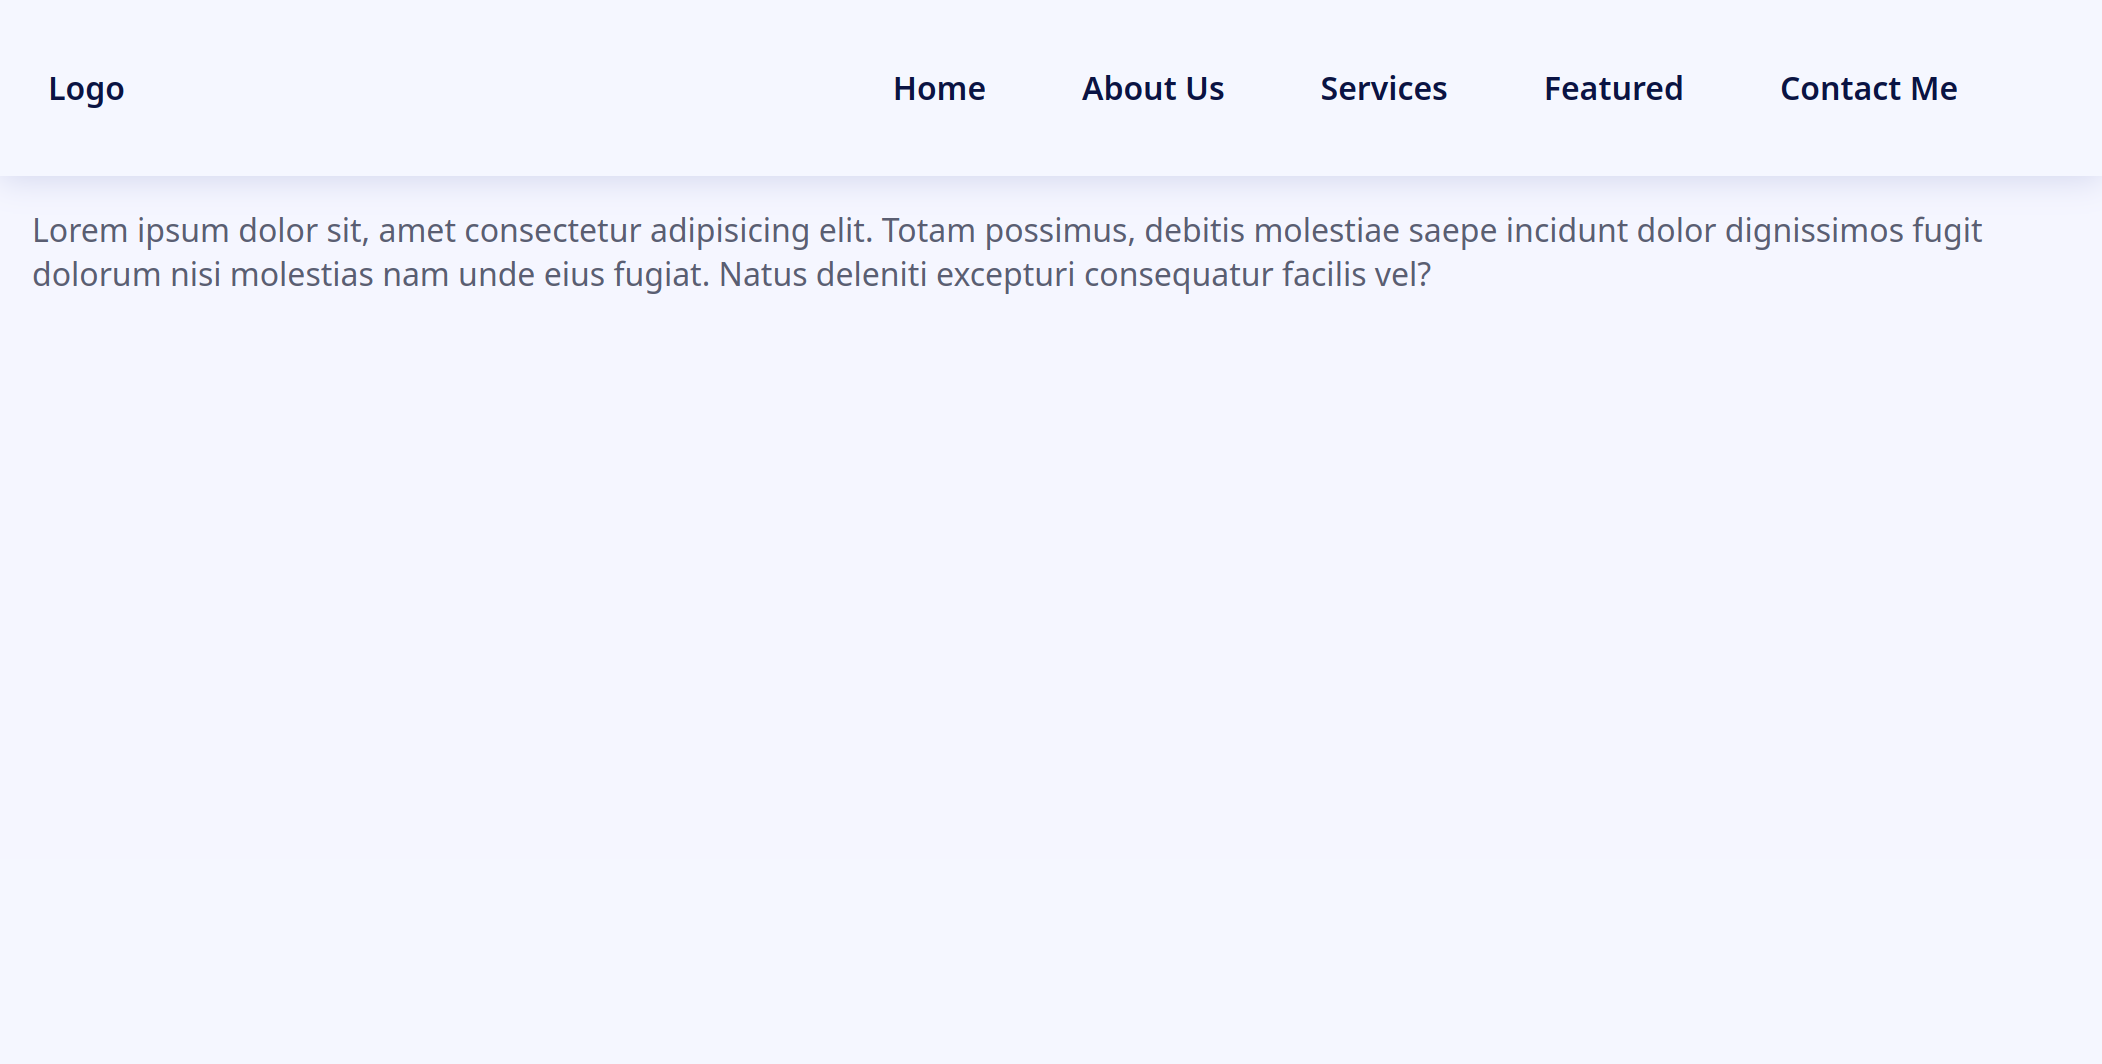 Logo Home About Us Services Featured Contact Me
Lorem ipsum dolor sit, amet consectetur adipisicing elit. Totam possimus, debitis molestiae saepe incidunt dolor dignissimos fugit
dolorum nisi molestias nam unde eius fugiat. Natus deleniti excepturi consequatur facilis vel?